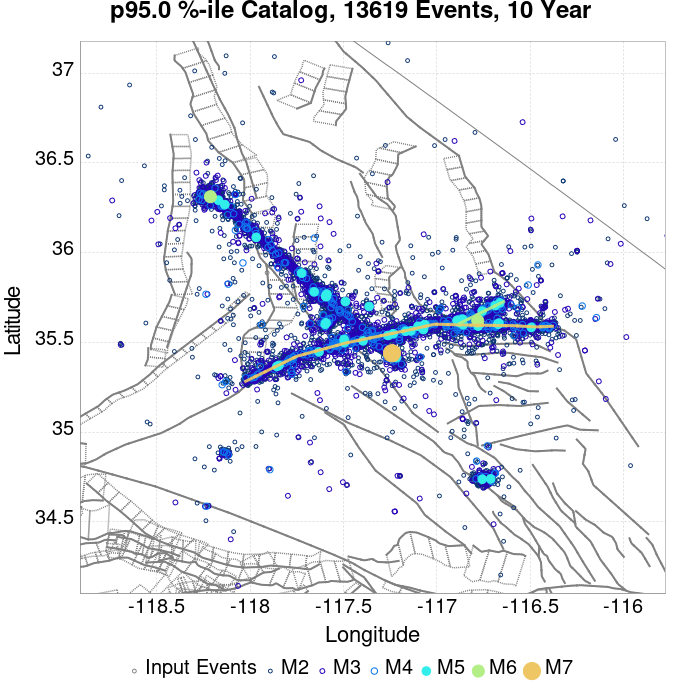 p95.0 %-ile Catalog, 13619 Events, 10 Year
37
36.5
36
35.5
35
34.5
Latitude
-118.5 -118 -117.5 -117 -116.5 -116
Longitude
Input Events M2 M3 M4 M5 M6 M7